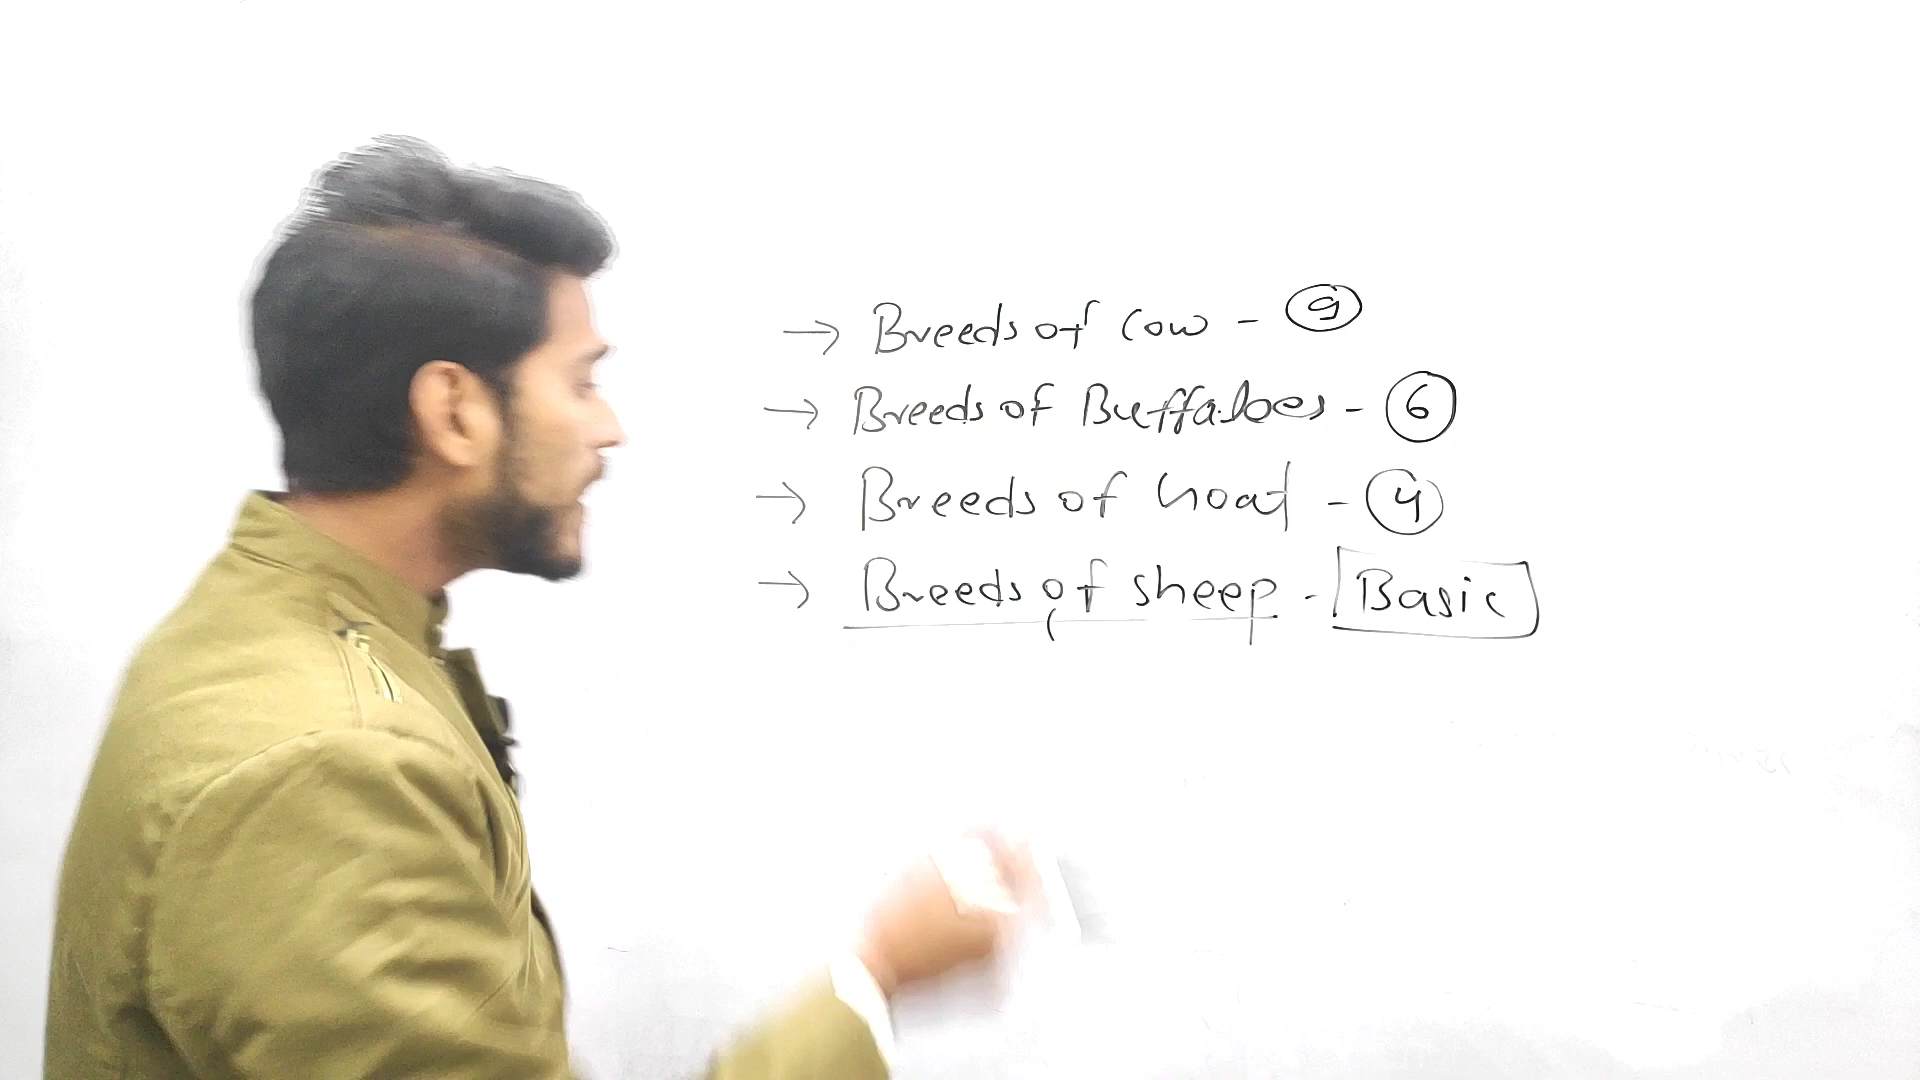 → Breeds of cow - 9
→ Breeds of Buffaloes - 6
→ Breeds of Goat - 4
→ Breeds of sheep - Basic